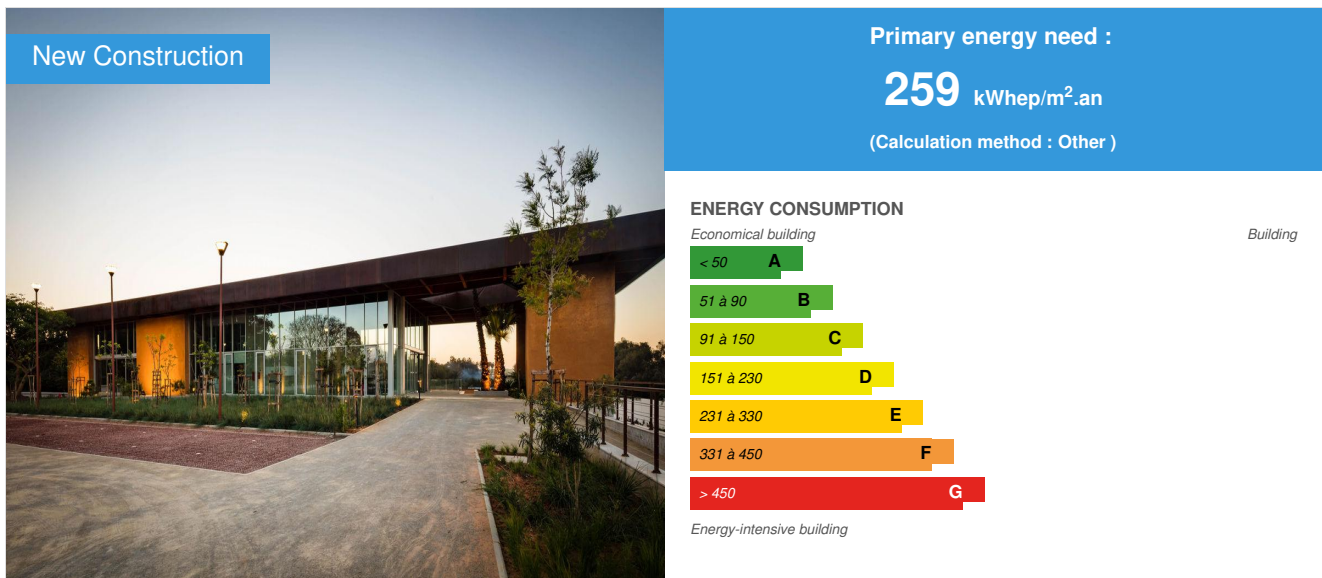 New Construction
Primary energy need :
259 kWhep/m².an
(Calculation method : Other )
ENERGY CONSUMPTION
Economical building Building
< 50 A
51 à 90 B
91 à 150 C
151 à 230 D
231 à 330 E
331 à 450 F
> 450 G
Energy-intensive building